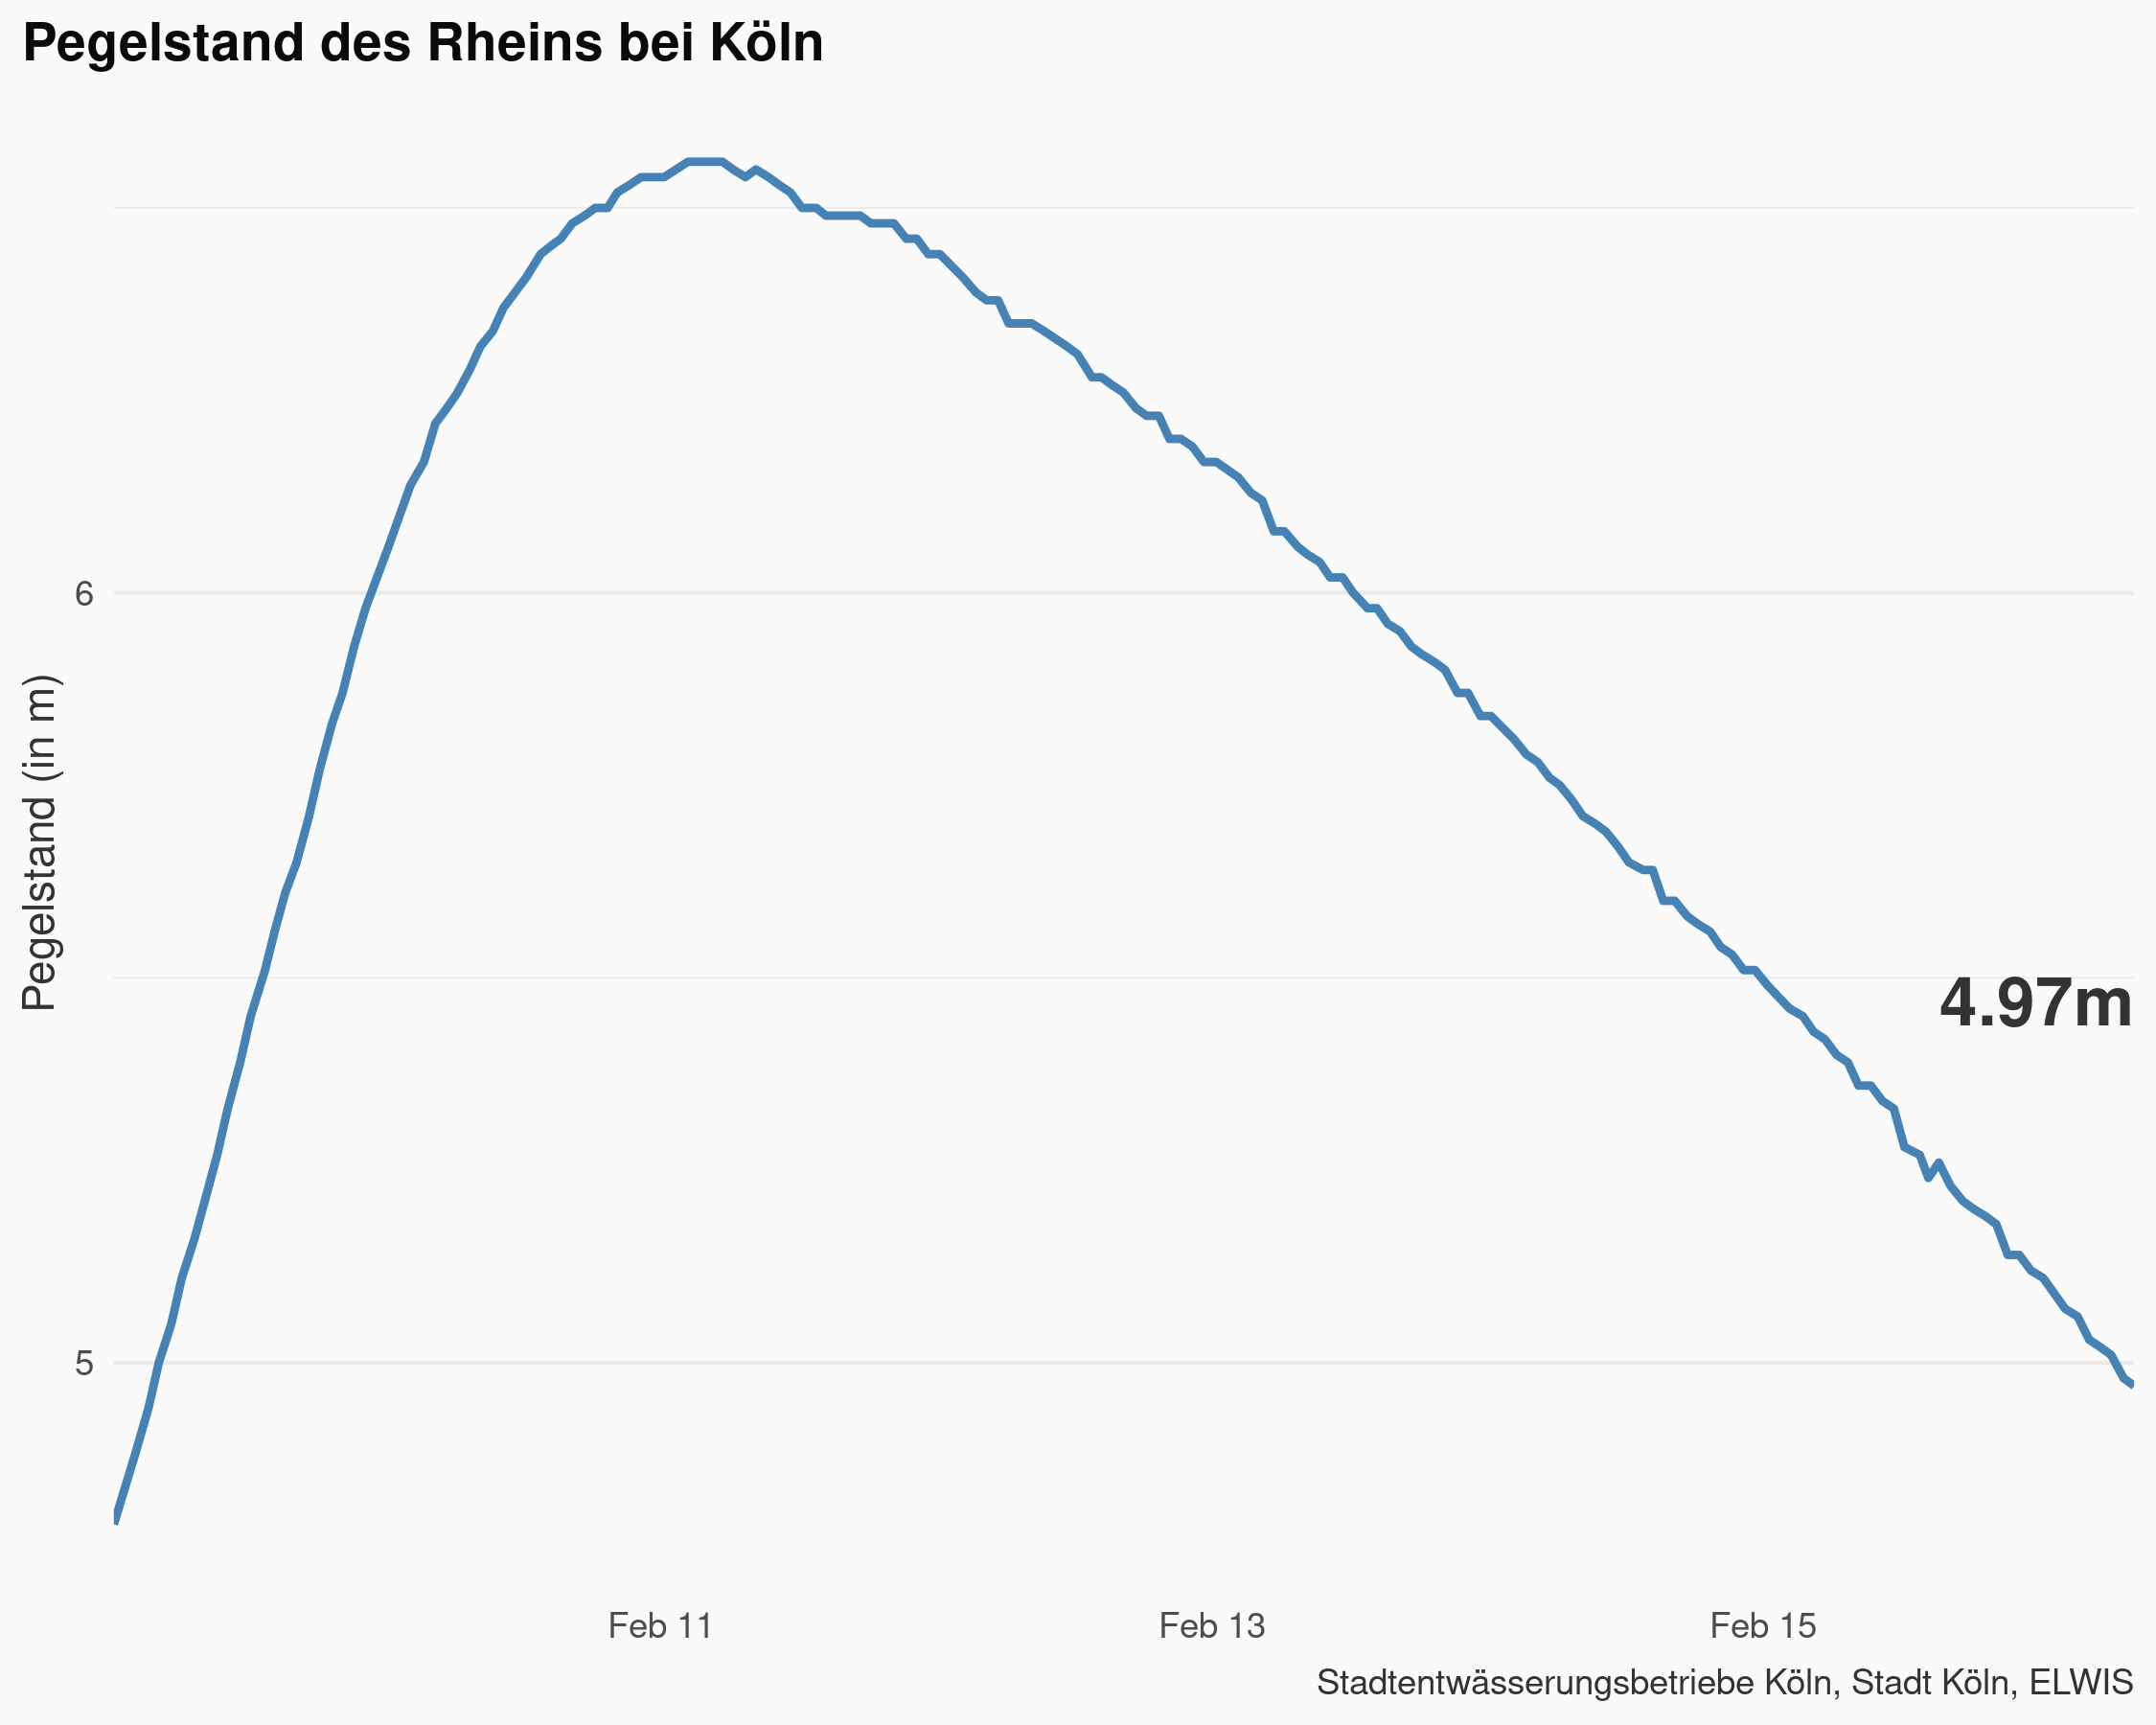 Pegelstand des Rheins bei Köln
Pegelstand (in m)
6
5
4.97m
Feb 11
Feb 13
Feb 15
Stadtentwässerungsbetriebe Köln, Stadt Köln, ELWIS